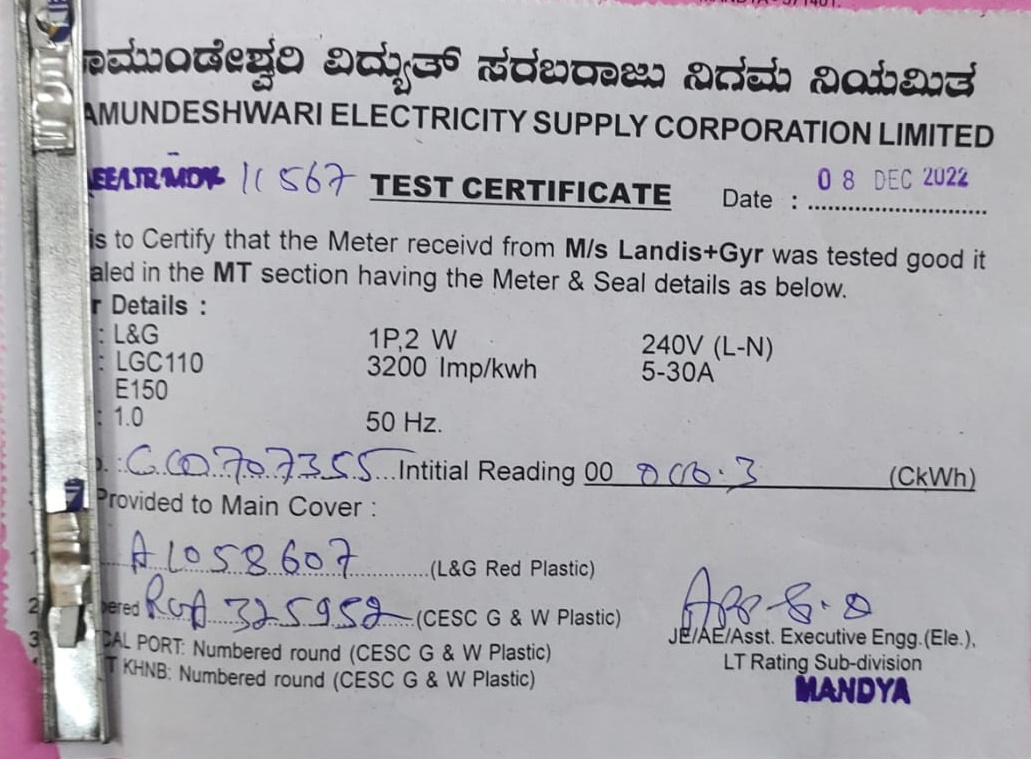 ಾಮುಂಡೇಶ್ವರಿ ವಿದ್ಯುತ್ ಸರಬರಾಜು ನಿಗಮ ನಿಯಮಿತ
AMUNDESHWARI ELECTRICITY SUPPLY CORPORATION LIMITED
11567 TEST CERTIFICATE Date : 08 DEC 2022
is to Certify that the Meter receivd from M/s Landis+Gyr was tested good it
aled in the MT section having the Meter & Seal details as below.
r Details :
: L&G 1P,2 W 240V (L-N)
: LGC110 3200 Imp/kwh 5-30A
E150
: 1.0 50 Hz.
Intitial Reading 00 (CkWh)
Provided to Main Cover :
A1058607 (L&G Red Plastic)
2 bered 325952 (CESC G & W Plastic)
3 CAL PORT: Numbered round (CESC G & W Plastic)
T KHNB: Numbered round (CESC G & W Plastic)
JE/AE/Asst. Executive Engg.(Ele.),
LT Rating Sub-division
MANDYA